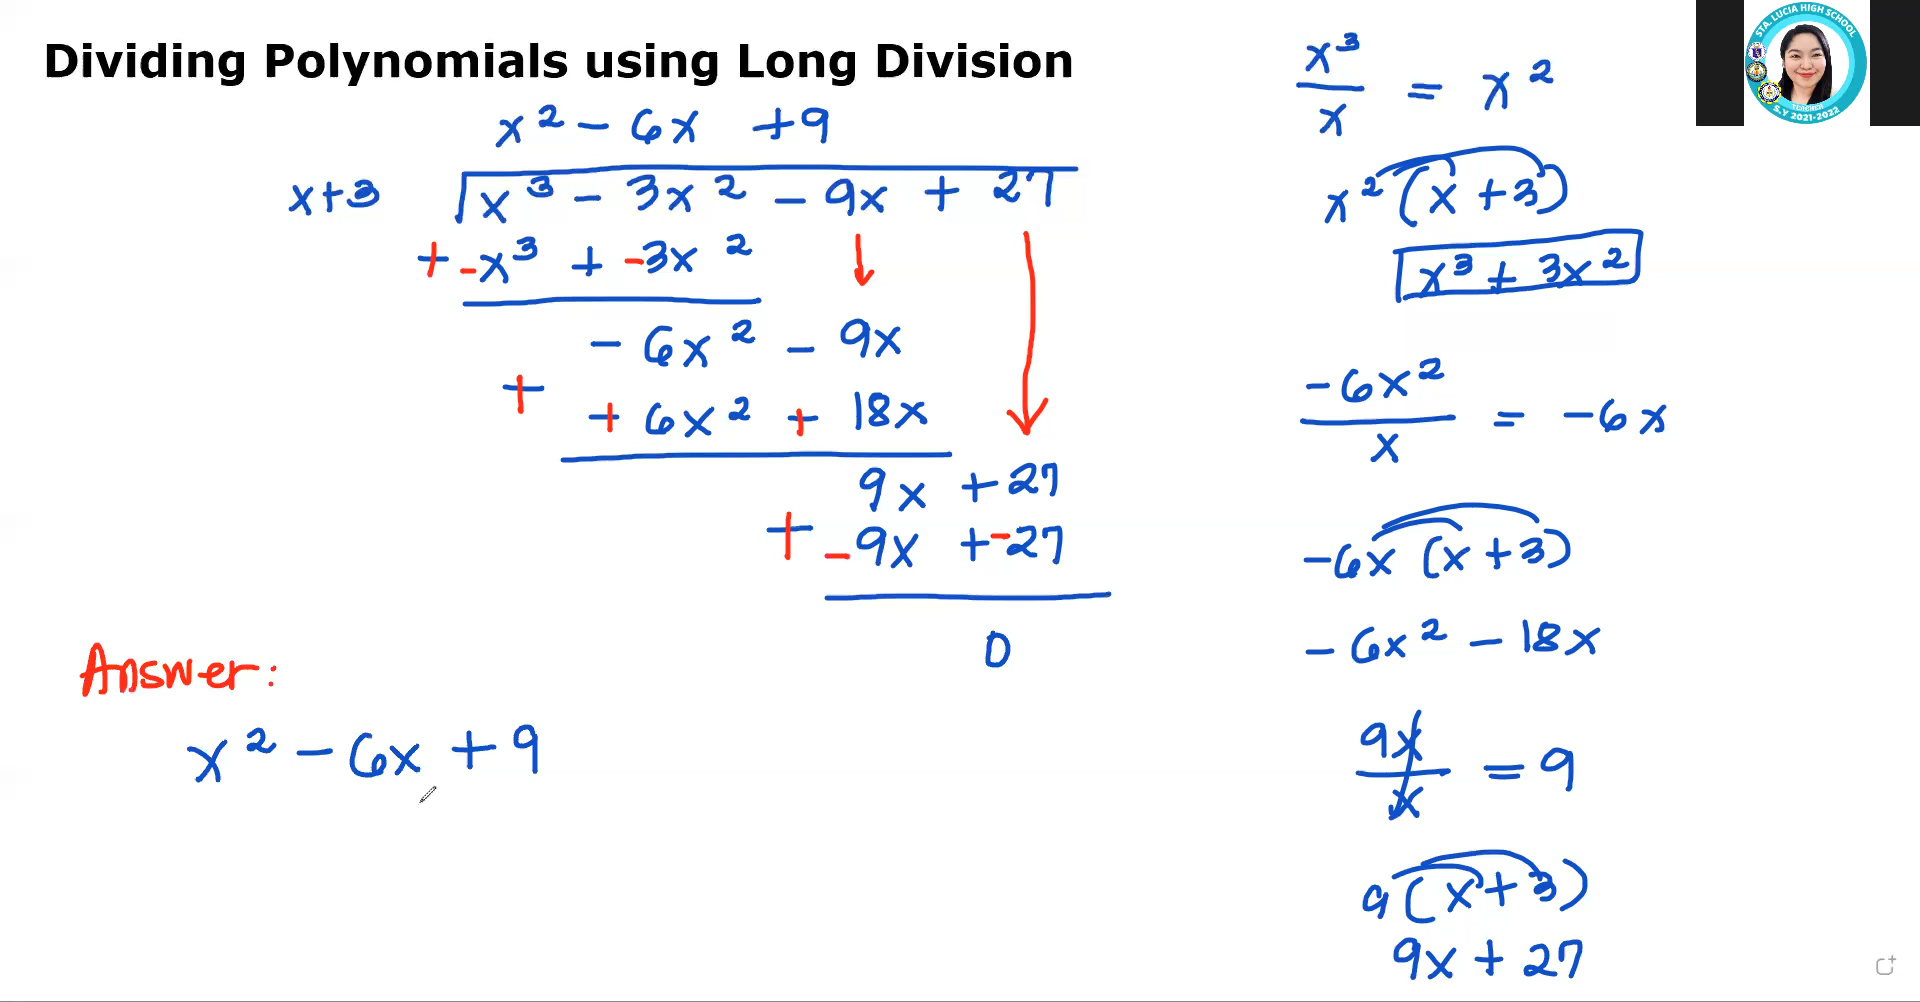 Dividing Polynomials using Long Division
x² - 6x + 9
x+3 √ x³ - 3x² - 9x + 27
+ -x³ + -3x²
- 6x² - 9x
+ + 6x² + 18x
9x + 27
+ -9x + -27
0
Answer:
x² - 6x + 9
x³/x = x²
x² (x + 3)
x³ + 3x²
-6x²/x = -6x
-6x (x + 3)
- 6x² - 18x
9x/x = 9
9 (x + 3)
9x + 27
STA. LUCIA HIGH SCHOOL
TEACHER
S.Y 2021-2022